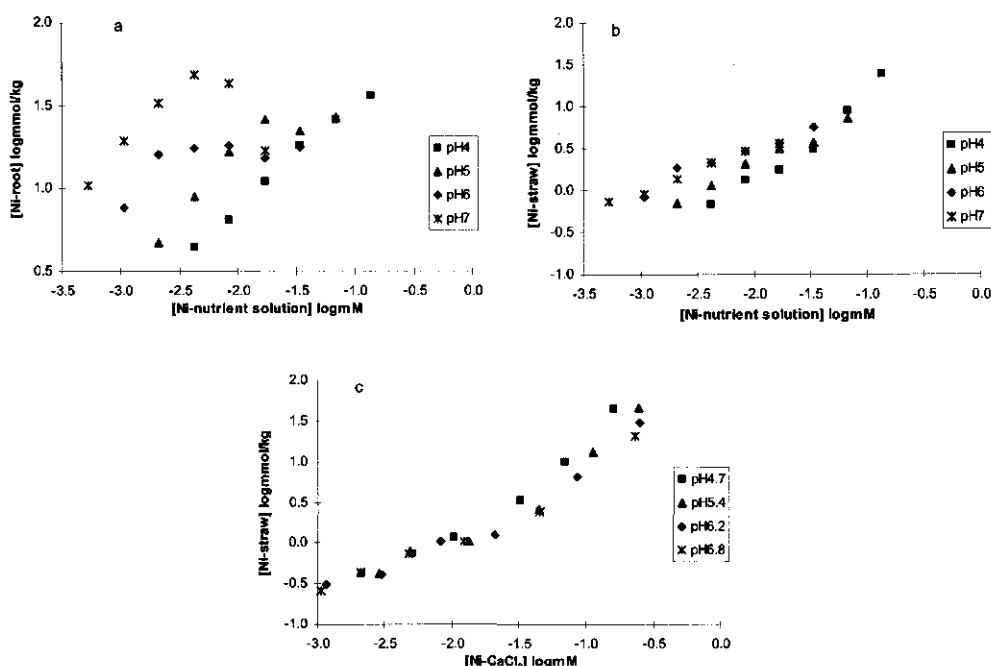 a
[Ni-root] logmmol/kg
2.0
1.5
1.0
0.5
-3.5 -3.0 -2.5 -2.0 -1.5 -1.0 -0.5 0.0
[Ni-nutrient solution] logmM
pH4
pH5
pH6
pH7
b
[Ni-straw] logmmol/kg
2.0
1.5
1.0
0.5
0.0
-0.5
-1.0
-3.5 -3.0 -2.5 -2.0 -1.5 -1.0 -0.5 0.0
[Ni-nutrient solution] logmM
pH4
pH5
pH6
pH7
c
[Ni-straw] logmmol/kg
2.0
1.5
1.0
0.5
0.0
-0.5
-1.0
-3.0 -2.5 -2.0 -1.5 -1.0 -0.5 0.0
[Ni-CaCl₂] logmM
pH4.7
pH5.4
pH6.2
pH6.8